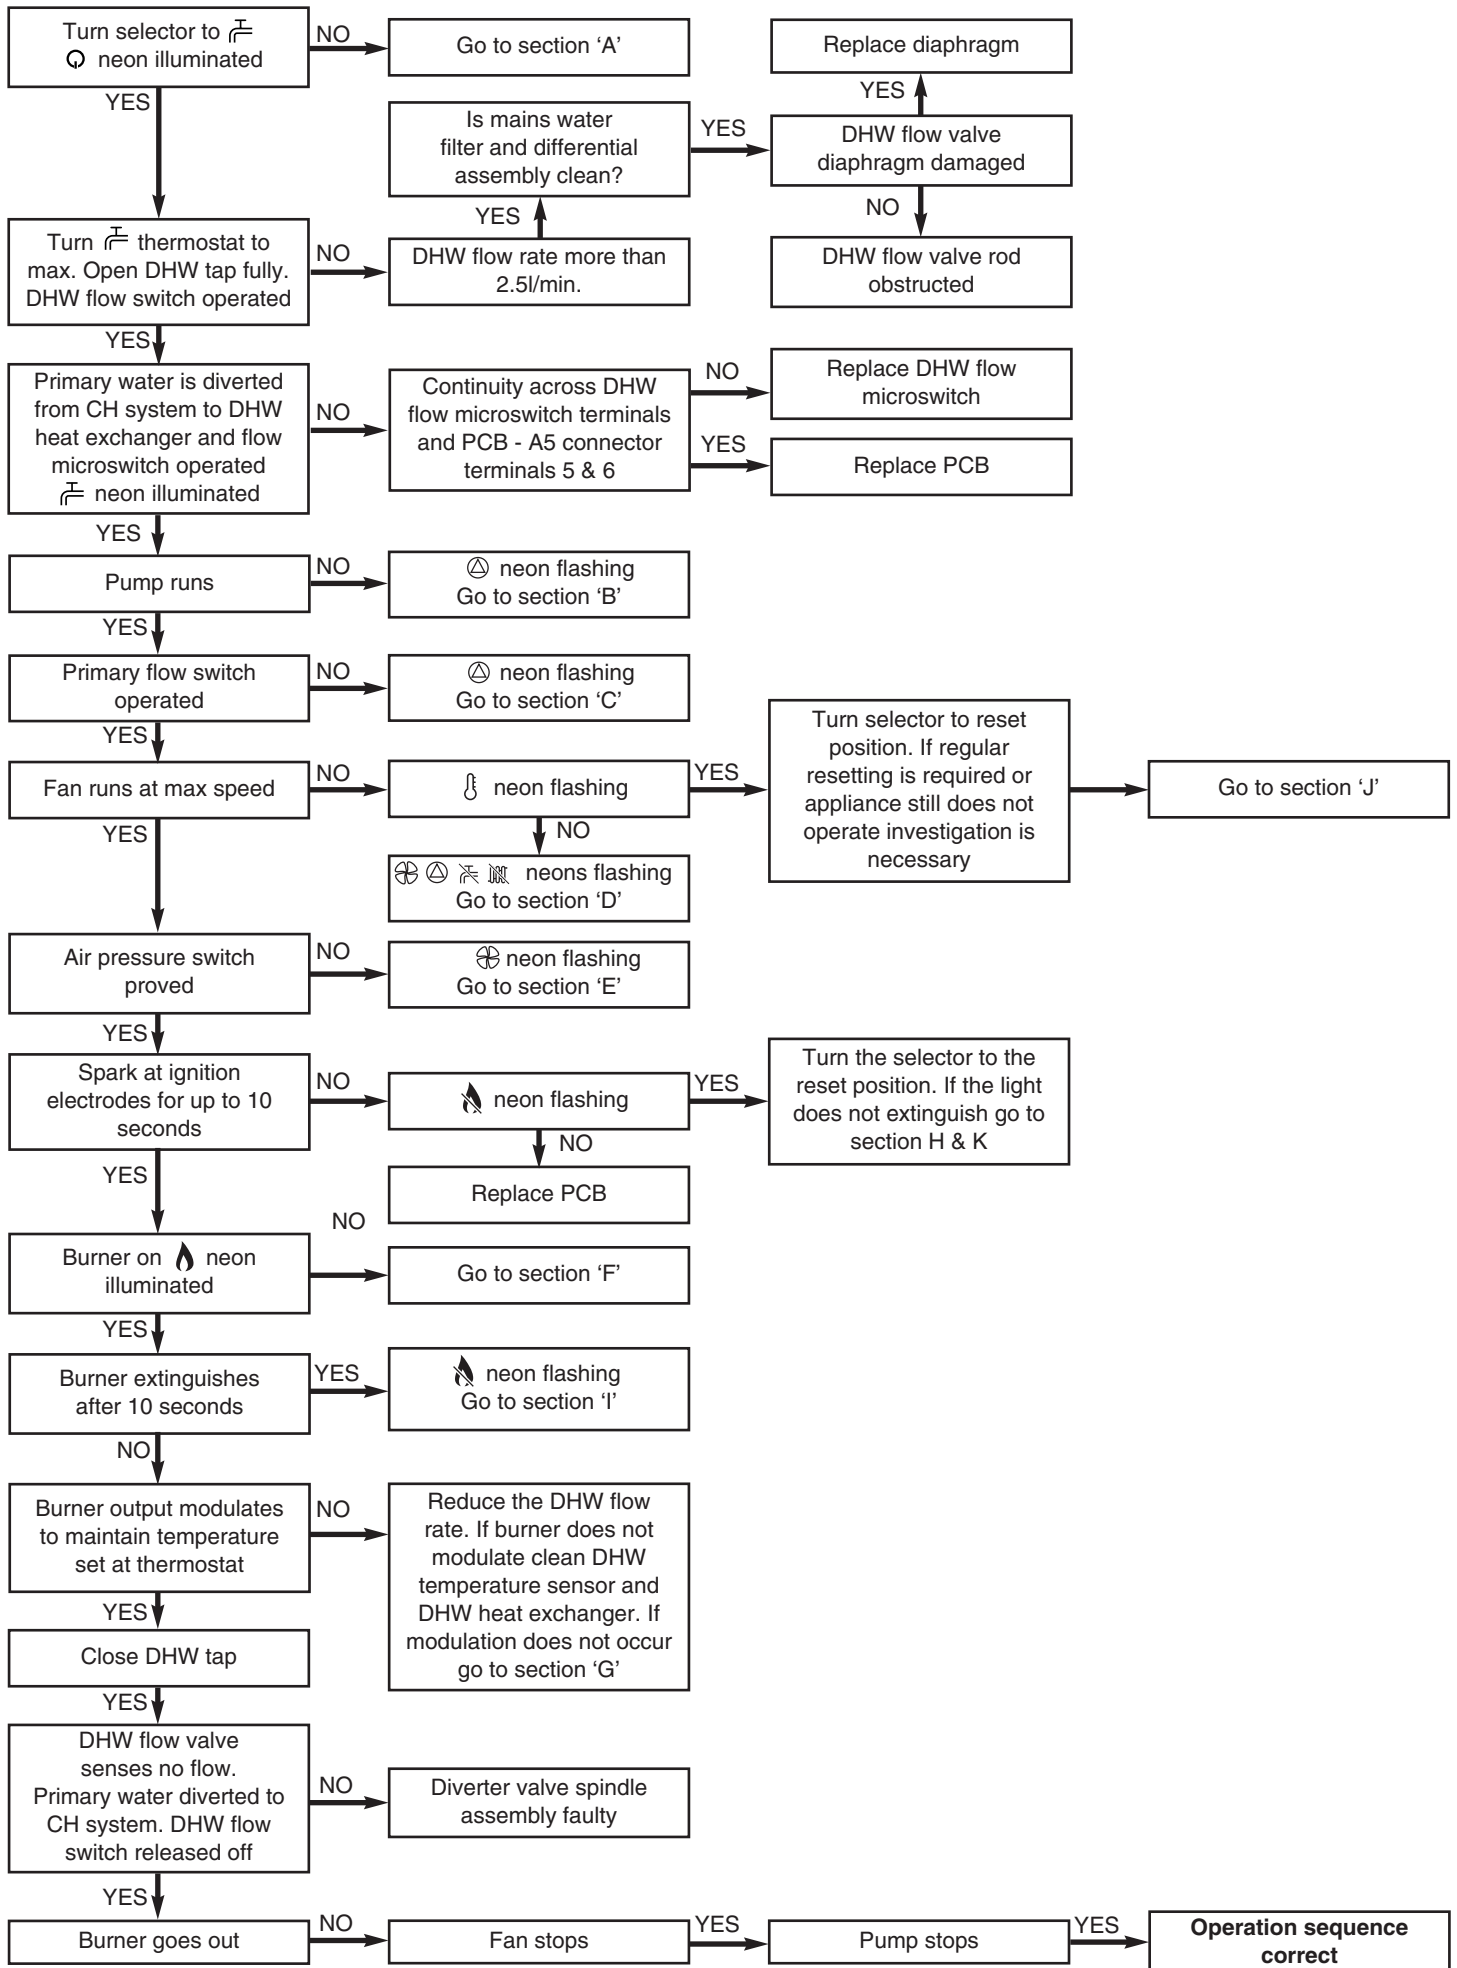 Turn selector to
neon illuminated
NO
Go to section ‘A’
Replace diaphragm
YES
YES
Is mains water
filter and differential
assembly clean?
YES
DHW flow valve
diaphragm damaged
YES
NO
Turn thermostat to
max. Open DHW tap fully.
DHW flow switch operated
NO
DHW flow rate more than
2.5l/min.
DHW flow valve rod
obstructed
YES
Primary water is diverted
from CH system to DHW
heat exchanger and flow
microswitch operated
neon illuminated
NO
Continuity across DHW
flow microswitch terminals
and PCB - A5 connector
terminals 5 & 6
NO
Replace DHW flow
microswitch
YES
Replace PCB
YES
Pump runs
NO
neon flashing
Go to section ‘B’
YES
Primary flow switch
operated
NO
neon flashing
Go to section ‘C’
YES
Fan runs at max speed
NO
neon flashing
YES
Turn selector to reset
position. If regular
resetting is required or
appliance still does not
operate investigation is
necessary
Go to section ‘J’
YES
NO
neons flashing
Go to section ‘D’
Air pressure switch
proved
NO
neon flashing
Go to section ‘E’
YES
Spark at ignition
electrodes for up to 10
seconds
NO
neon flashing
YES
Turn the selector to the
reset position. If the light
does not extinguish go to
section H & K
NO
YES
Replace PCB
NO
Burner on neon
illuminated
Go to section ‘F’
YES
Burner extinguishes
after 10 seconds
YES
neon flashing
Go to section ‘I’
NO
Burner output modulates
to maintain temperature
set at thermostat
NO
Reduce the DHW flow
rate. If burner does not
modulate clean DHW
temperature sensor and
DHW heat exchanger. If
modulation does not occur
go to section ‘G’
YES
Close DHW tap
YES
DHW flow valve
senses no flow.
Primary water diverted to
CH system. DHW flow
switch released off
NO
Diverter valve spindle
assembly faulty
YES
Burner goes out
NO
Fan stops
YES
Pump stops
YES
Operation sequence
correct